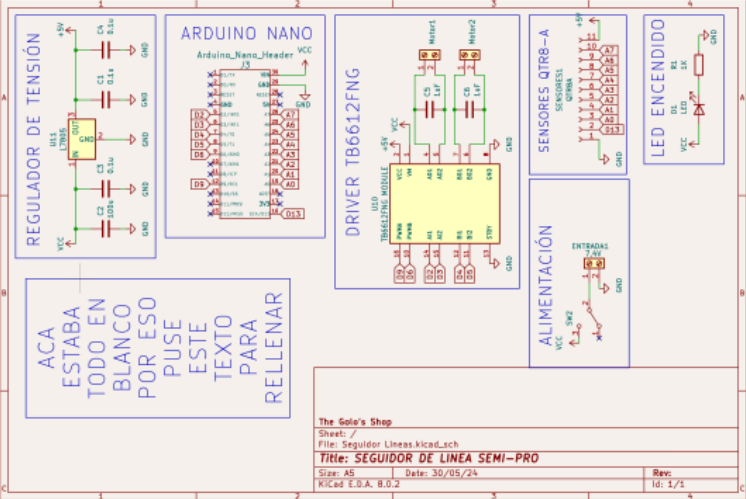 REGULADOR DE TENSIÓN
+5V
C4
0.1u
GND
C1
0.1u
GND
U11
L7805
OUT
GND
IN
GND
C3
0.1u
GND
C2
100u
GND
VCC
ARDUINO NANO
Arduino_Nano_Header
J3
VCC
GND
D2
D3
D4
D5
D6
D9
A7
A6
A5
A4
A3
A2
A1
A0
D13
DRIVER TB6612FNG
Motor1
Motor2
C5
1uF
C6
1uF
VCC
+5V
GND
U10
TB6612FNG MODULE
VCC
VM
AO1
AO2
BO1
BO2
GND
PWMA
PWMB
AI1
AI2
BI1
BI2
STBY
D9
D6
D2
D3
D4
D5
GND
SENSORES QTR8-A
SENSORES1
QTR8A
+5V
11
10
9
8
7
6
5
4
3
2
1
A7
A6
A5
A4
A3
A2
A1
A0
D13
GND
LED ENCENDIDO
GND
R1
1K
D1
LED
VCC
ALIMENTACIÓN
ENTRADA1
7,4V
GND
SW2
VCC
ACA
ESTABA
TODO EN
BLANCO
POR ESO
PUSE
ESTE
TEXTO
PARA
RELLENAR
The Golo's Shop
Sheet: /
File: Seguidor Lineas.kicad_sch
Title: SEGUIDOR DE LINEA SEMI-PRO
Size: A5
Date: 30/05/24
Rev:
KiCad E.D.A. 8.0.2
Id: 1/1